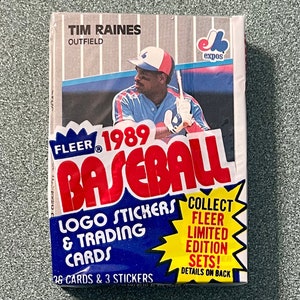 TIM RAINES
OUTFIELD
expos
FLEER
®
1989
BASEBALL
LOGO STICKERS
& TRADING
CARDS
COLLECT
FLEER
LIMITED
EDITION
SETS!
DETAILS ON BACK
CARDS & 3 STICKERS